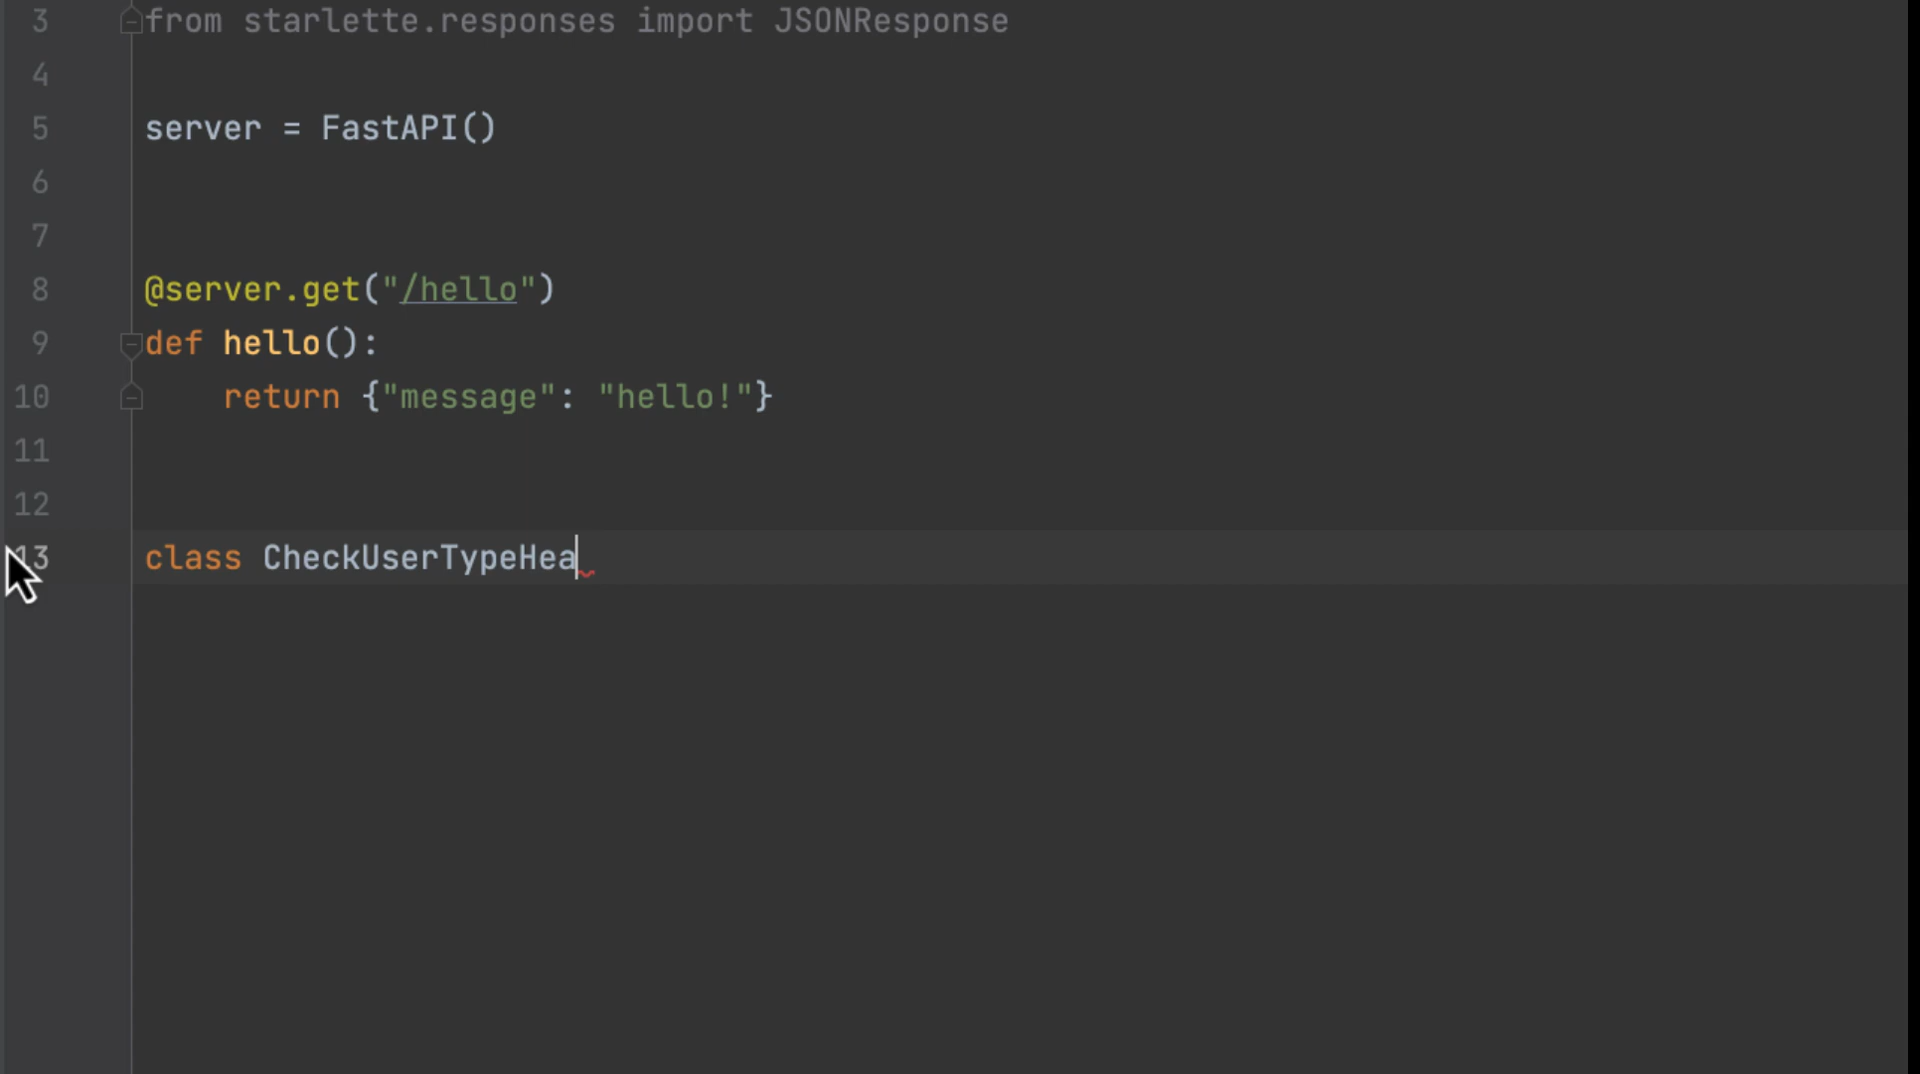 3 from starlette.responses import JSONResponse
4
5 server = FastAPI()
6
7
8 @server.get("/hello")
9 def hello():
10     return {"message": "hello!"}
11
12
13 class CheckUserTypeHea